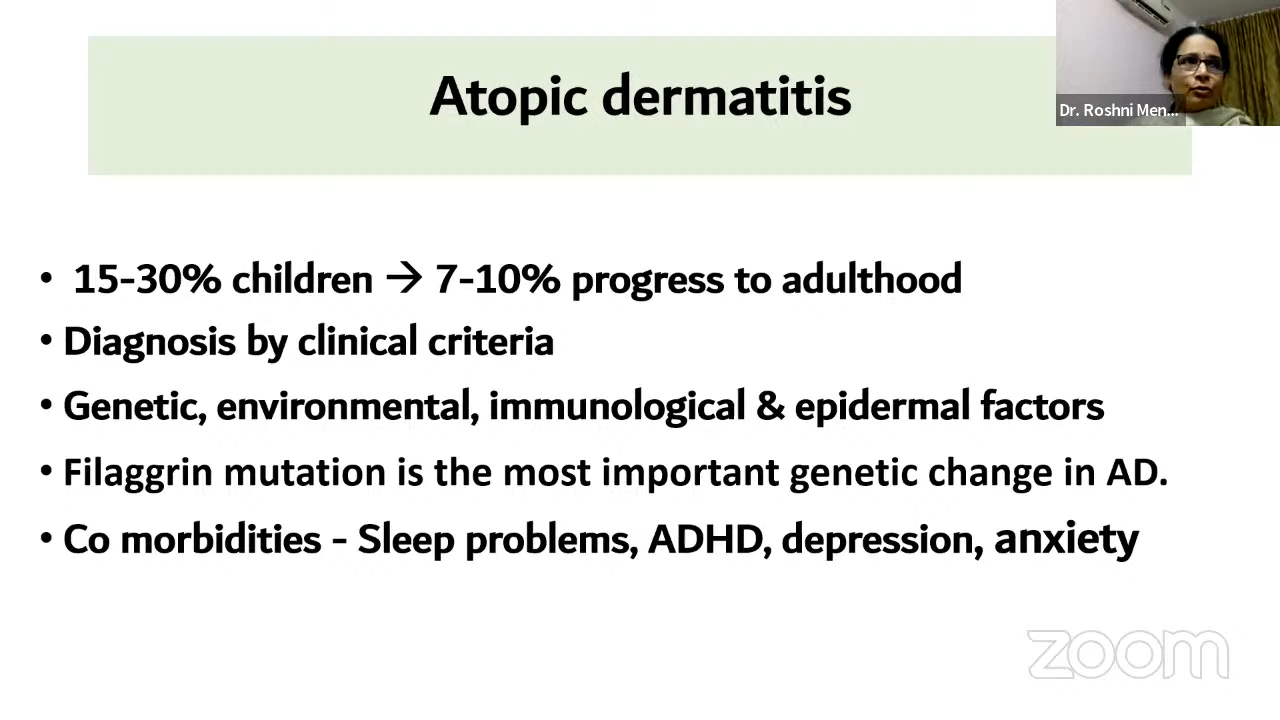 Atopic dermatitis
Dr. Roshni Men...
• 15-30% children → 7-10% progress to adulthood
• Diagnosis by clinical criteria
• Genetic, environmental, immunological & epidermal factors
• Filaggrin mutation is the most important genetic change in AD.
• Co morbidities - Sleep problems, ADHD, depression, anxiety
zoom